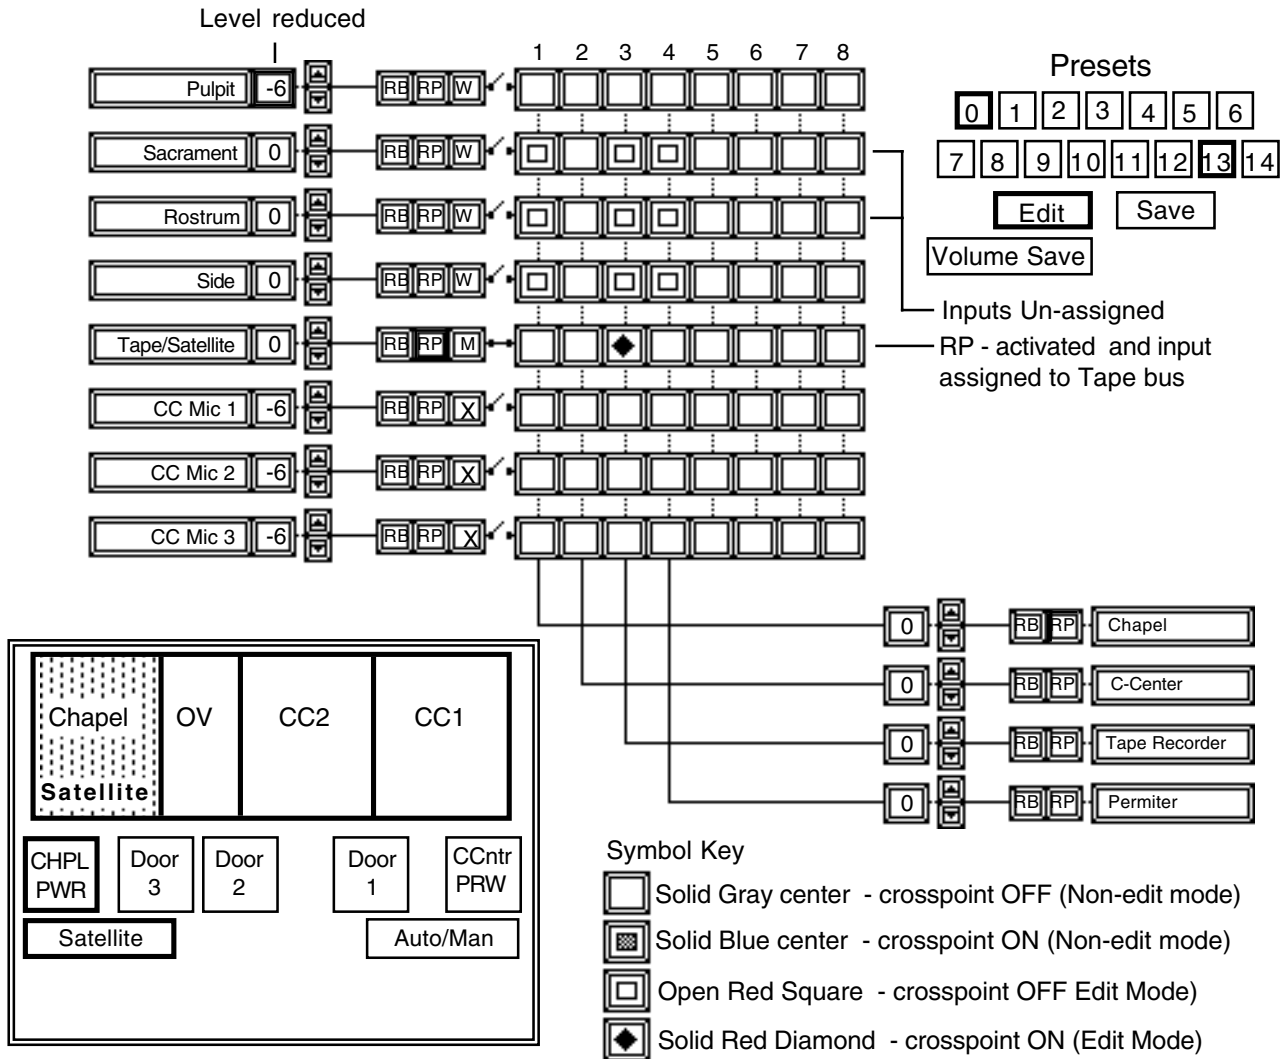 Level reduced
1 2 3 4 5 6 7 8
Pulpit -6 RB RP W
Sacrament 0 RB RP W
Rostrum 0 RB RP W
Side 0 RB RP W
Tape/Satellite 0 RB RP M
CC Mic 1 -6 RB RP X
CC Mic 2 -6 RB RP X
CC Mic 3 -6 RB RP X
Presets
0 1 2 3 4 5 6
7 8 9 10 11 12 13 14
Edit Save
Volume Save
Inputs Un-assigned
RP - activated and input
assigned to Tape bus
0 RB RP Chapel
0 RB RP C-Center
0 RB RP Tape Recorder
0 RB RP Permiter
Chapel OV CC2 CC1
Satellite
CHPL
PWR
Door
3
Door
2
Door
1
CCntr
PRW
Satellite Auto/Man
Symbol Key
Solid Gray center - crosspoint OFF (Non-edit mode)
Solid Blue center - crosspoint ON (Non-edit mode)
Open Red Square - crosspoint OFF Edit Mode)
Solid Red Diamond - crosspoint ON (Edit Mode)